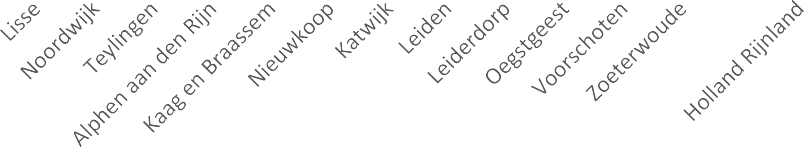 Lisse
Noordwijk
Teylingen
Alphen aan den Rijn
Kaag en Braassem
Nieuwkoop
Katwijk
Leiden
Leiderdorp
Oegstgeest
Voorschoten
Zoeterwoude
Holland Rijnland